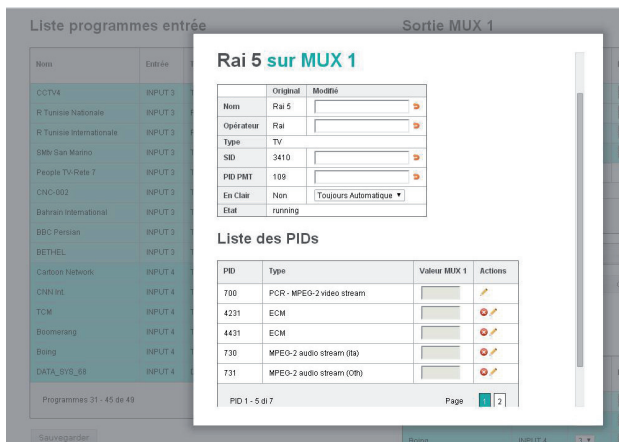 Liste programmes entrée
Sortie MUX 1
Nom Entrée
CCTV4 INPUT 3
R Tunisie Nationale INPUT 3
R Tunisie Internationale INPUT 3
SMtv San Marino INPUT 3
People TV-Rete 7 INPUT 3
CNC-002 INPUT 3
Bahrain International INPUT 3
BBC Persian INPUT 3
BETHEL INPUT 3
Cartoon Network INPUT 4
CNN Int. INPUT 4
TCM INPUT 4
Boomerang INPUT 4
Boing INPUT 4
DATA_SYS_68 INPUT 4
Programmes 31 - 45 de 49
Sauvegarder
Rai 5 sur MUX 1
Original Modifié
Nom Rai 5
Opérateur Rai
Type TV
SID 3410
PID PMT 109
En Clair Non Toujours Automatique
Etat running
Liste des PIDs
PID Type Valeur MUX 1 Actions
700 PCR - MPEG-2 video stream
4231 ECM
4431 ECM
730 MPEG-2 audio stream (ita)
731 MPEG-2 audio stream (Oth)
PID 1 - 5 di 7 Page 1 2
Boing INPUT 4 3